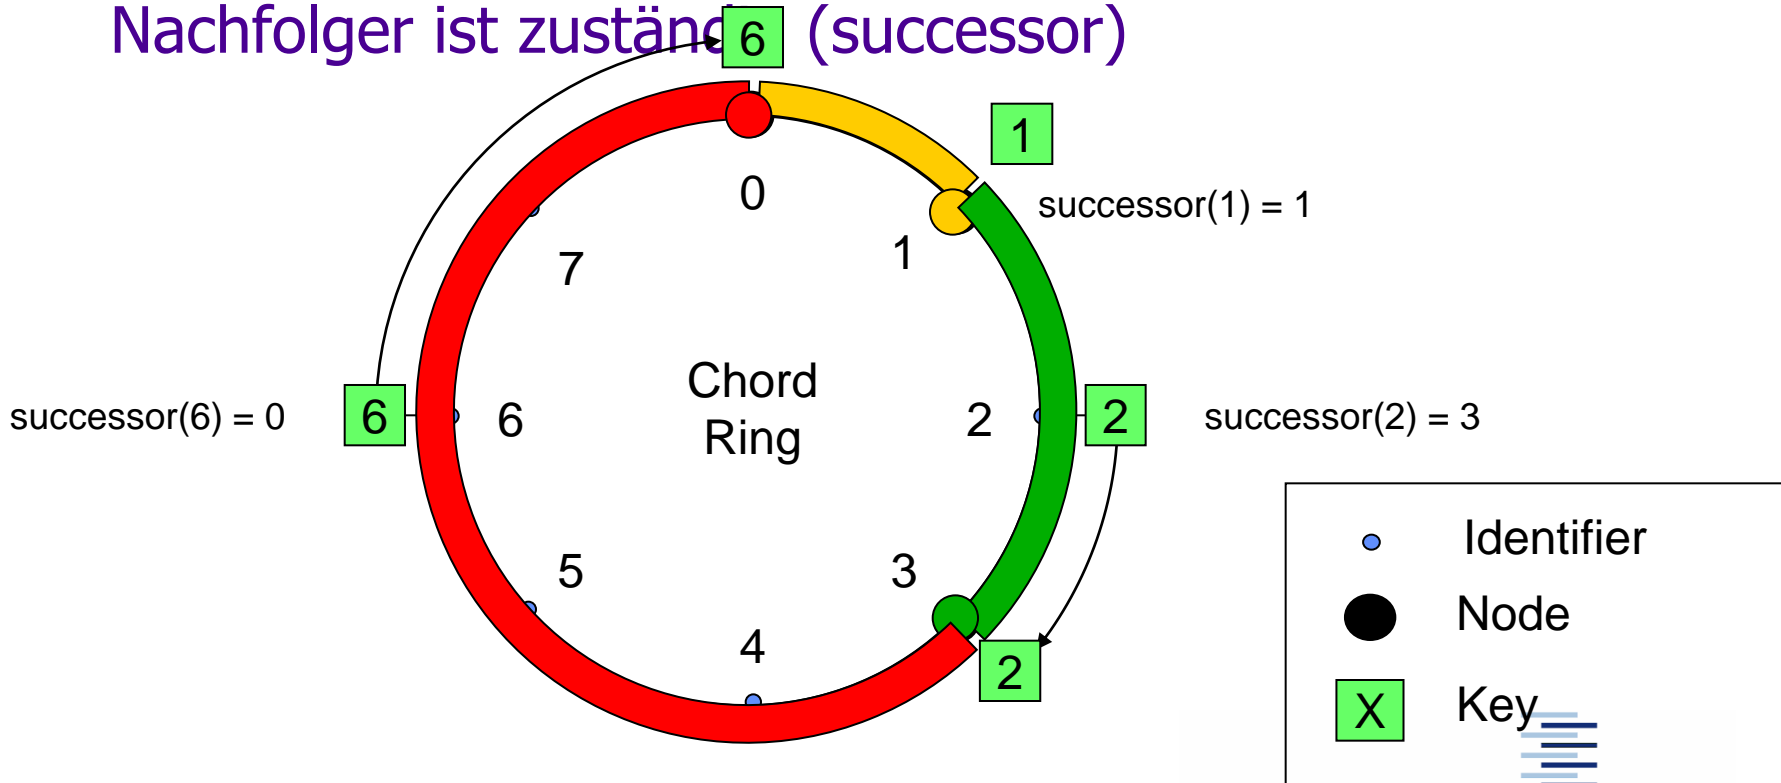 Nachfolger ist zuständ (successor)
6
1
0
successor(1) = 1
1
7
Chord
Ring
successor(6) = 0
6
6
2
2
successor(2) = 3
Identifier
5
3
Node
4
2
X
Key